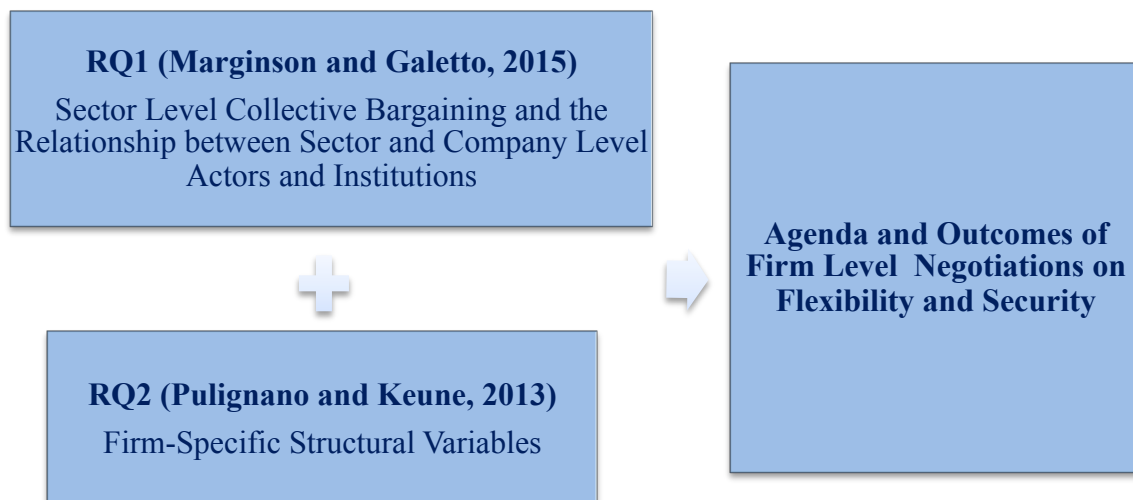 RQ1 (Marginson and Galetto, 2015)
Sector Level Collective Bargaining and the
Relationship between Sector and Company Level
Actors and Institutions
RQ2 (Pulignano and Keune, 2013)
Firm-Specific Structural Variables
Agenda and Outcomes of
Firm Level Negotiations on
Flexibility and Security